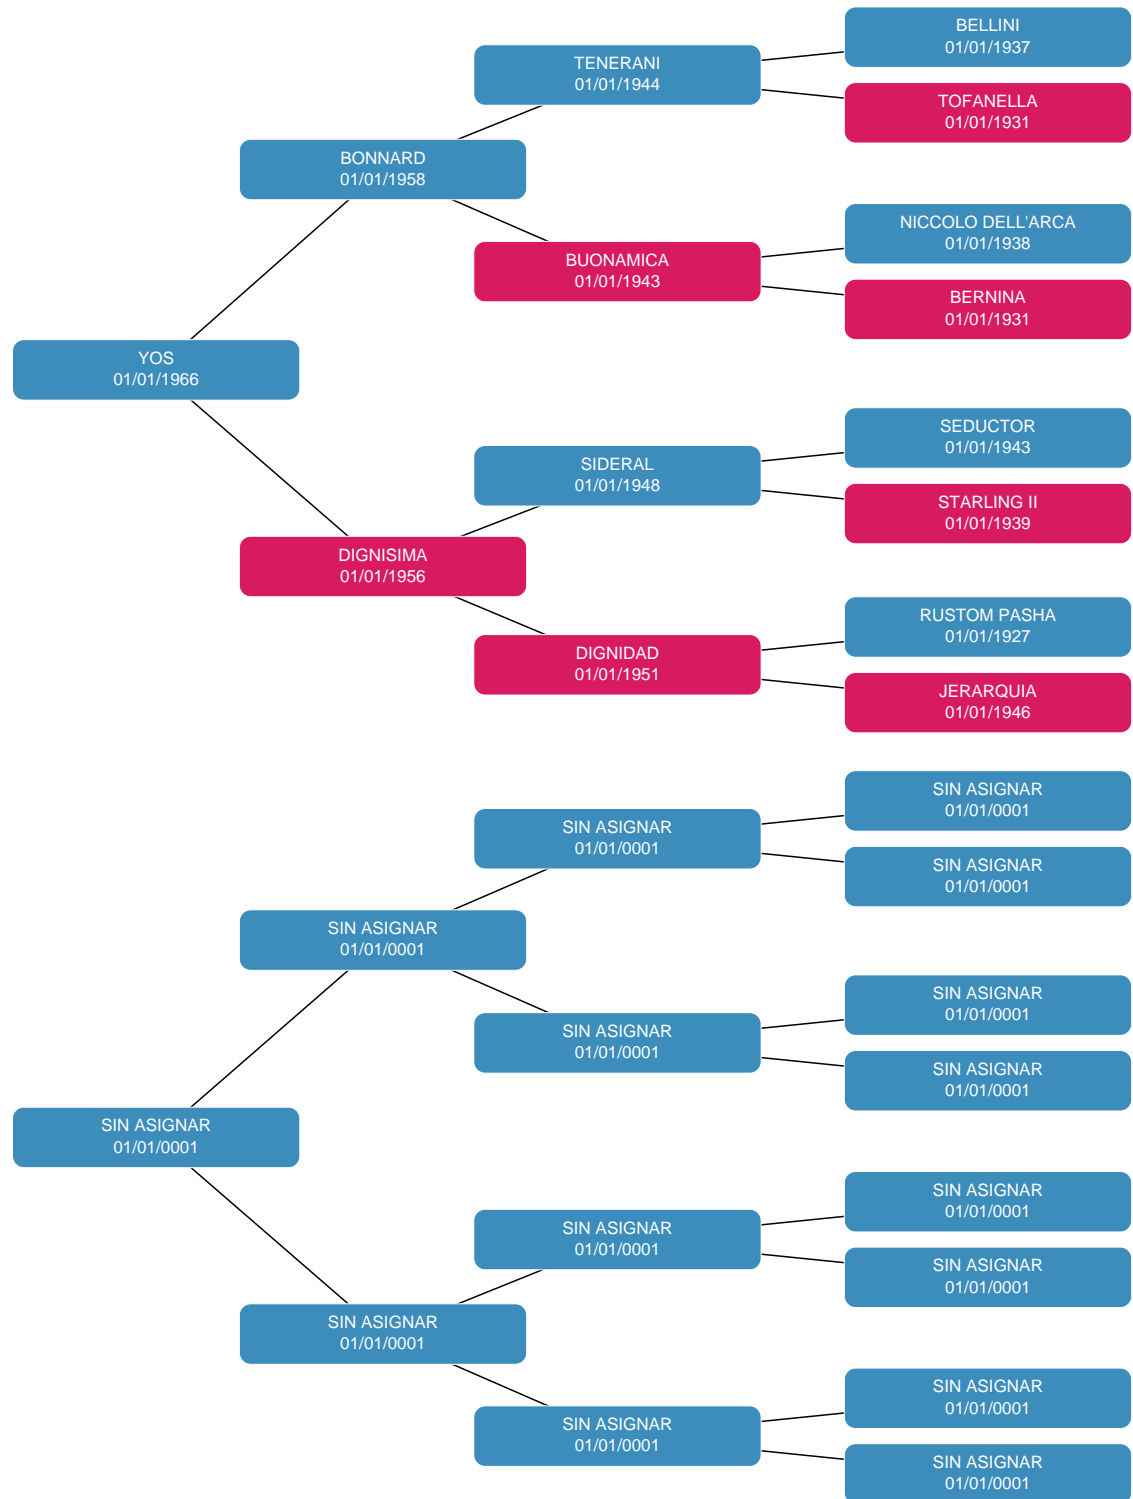 BELLINI
01/01/1937
TENERANI
01/01/1944
TOFANELLA
01/01/1931
BONNARD
01/01/1958
NICCOLO DELL'ARCA
01/01/1938
BUONAMICA
01/01/1943
BERNINA
01/01/1931
YOS
01/01/1966
SEDUCTOR
01/01/1943
SIDERAL
01/01/1948
STARLING II
01/01/1939
DIGNISIMA
01/01/1956
RUSTOM PASHA
01/01/1927
DIGNIDAD
01/01/1951
JERARQUIA
01/01/1946
SIN ASIGNAR
01/01/0001
SIN ASIGNAR
01/01/0001
SIN ASIGNAR
01/01/0001
SIN ASIGNAR
01/01/0001
SIN ASIGNAR
01/01/0001
SIN ASIGNAR
01/01/0001
SIN ASIGNAR
01/01/0001
SIN ASIGNAR
01/01/0001
SIN ASIGNAR
01/01/0001
SIN ASIGNAR
01/01/0001
SIN ASIGNAR
01/01/0001
SIN ASIGNAR
01/01/0001
SIN ASIGNAR
01/01/0001
SIN ASIGNAR
01/01/0001
SIN ASIGNAR
01/01/0001